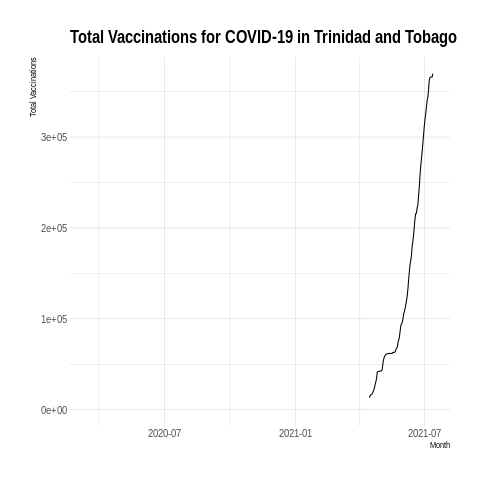 Total Vaccinations for COVID-19 in Trinidad and Tobago
Total Vaccinations
3e+05
2e+05
1e+05
0e+00
2020-07 2021-01 2021-07
Month